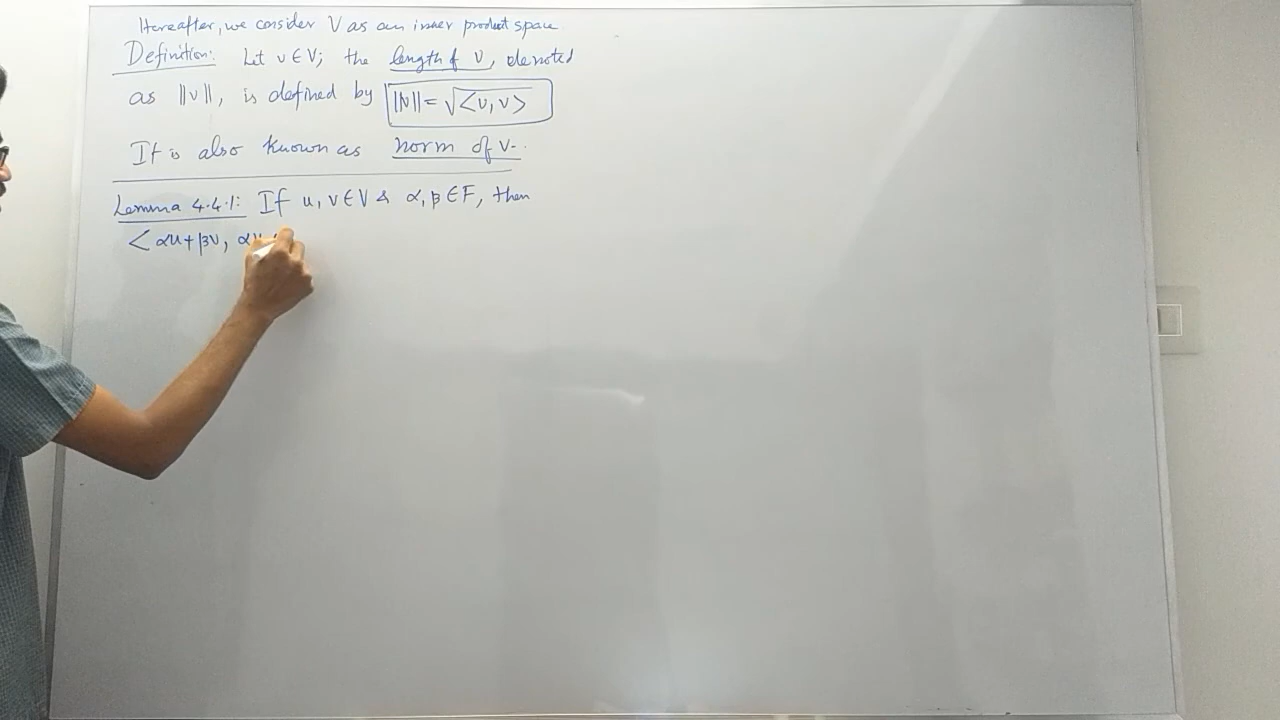 Hereafter, we consider V as an inner product space
Definition: Let v ∈ V; the length of v, denoted
as ||v||, is defined by ||v|| = √<v, v>
It is also known as norm of v.
Lemma 4.4.1: If u, v ∈ V & α, β ∈ F, then
< αu + βv, αu